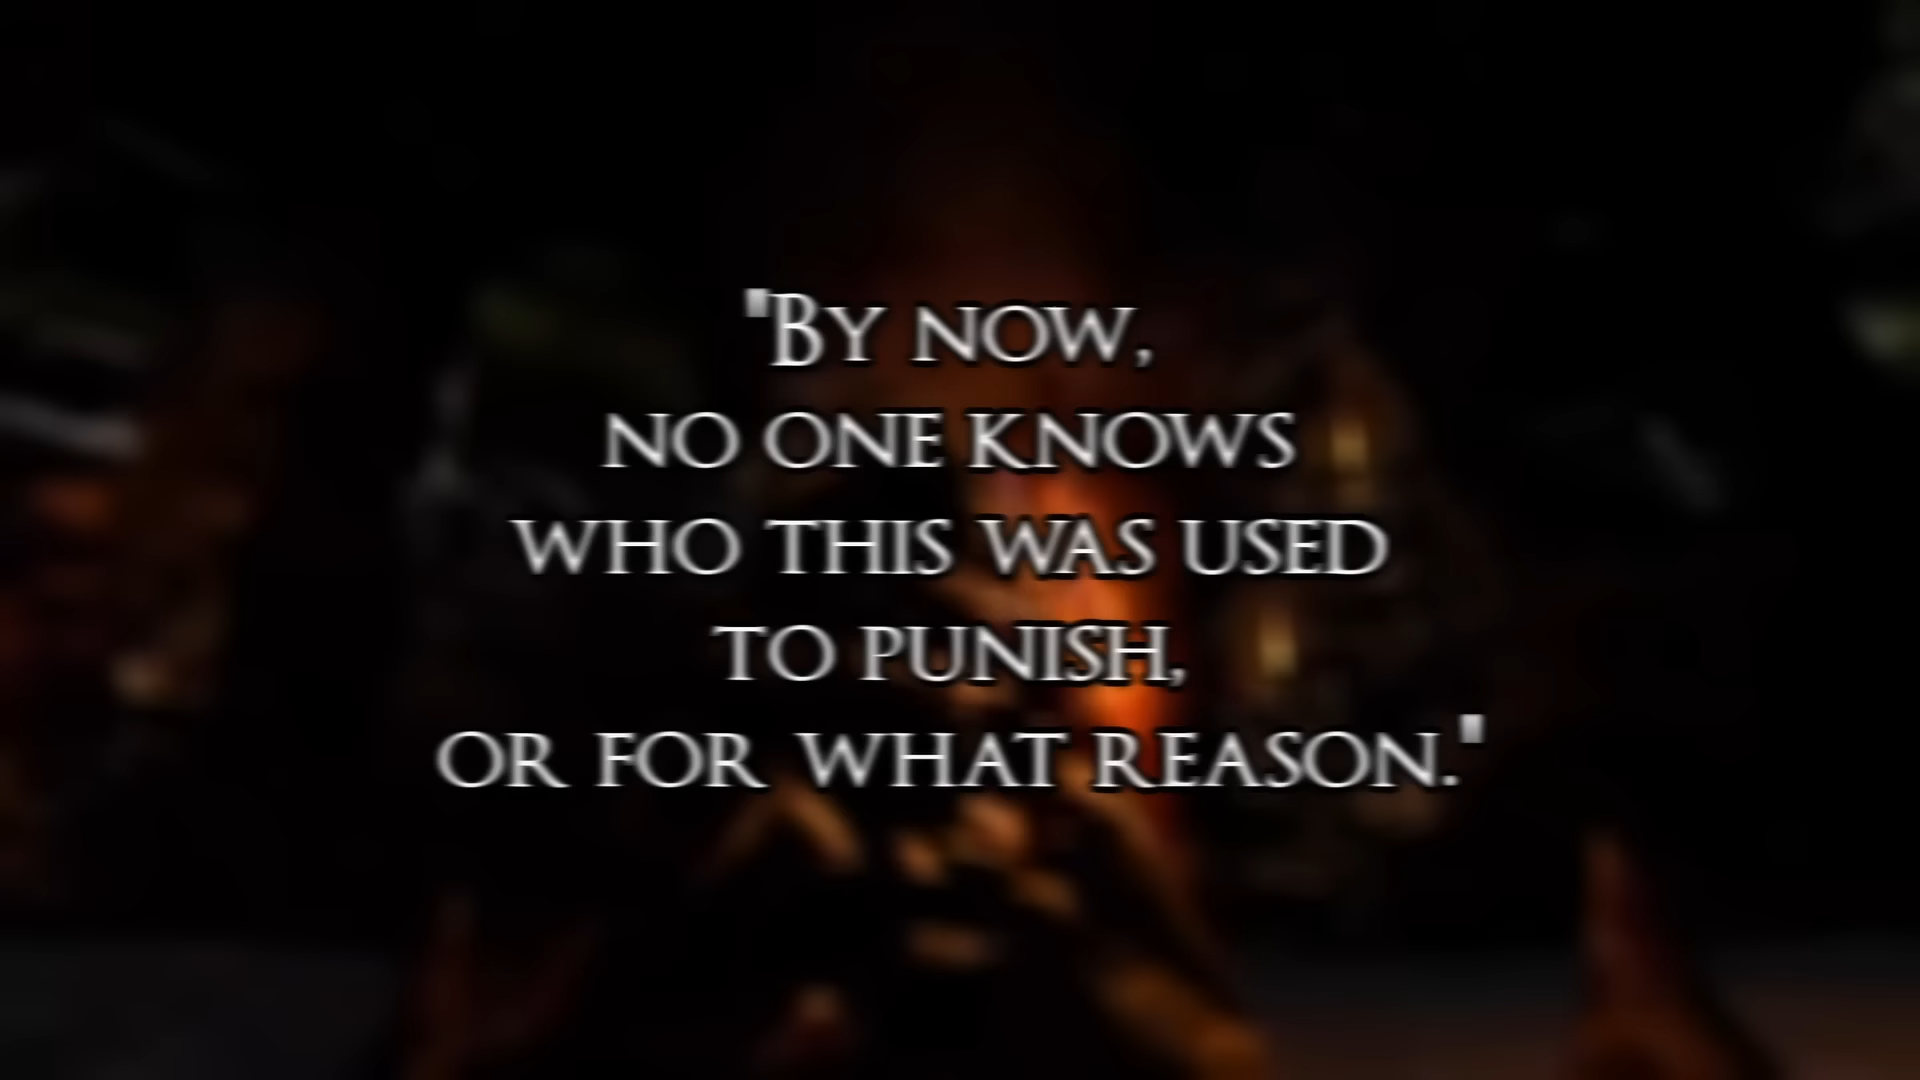 "By now,
no one knows
who this was used
to punish,
or for what reason."